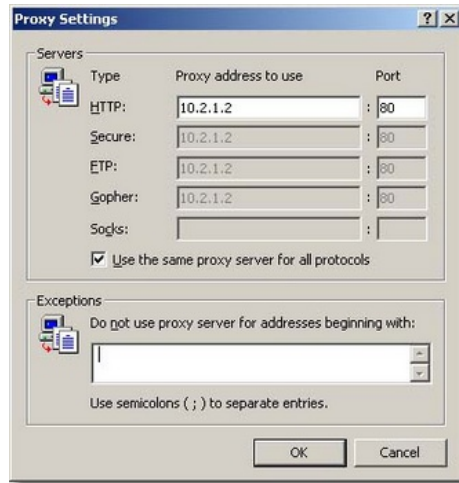 Proxy Settings
Servers
Type Proxy address to use Port
HTTP: 10.2.1.2 : 80
Secure: 10.2.1.2 : 80
FTP: 10.2.1.2 : 80
Gopher: 10.2.1.2 : 80
Socks: :
Use the same proxy server for all protocols
Exceptions
Do not use proxy server for addresses beginning with:
Use semicolons ( ; ) to separate entries.
OK Cancel